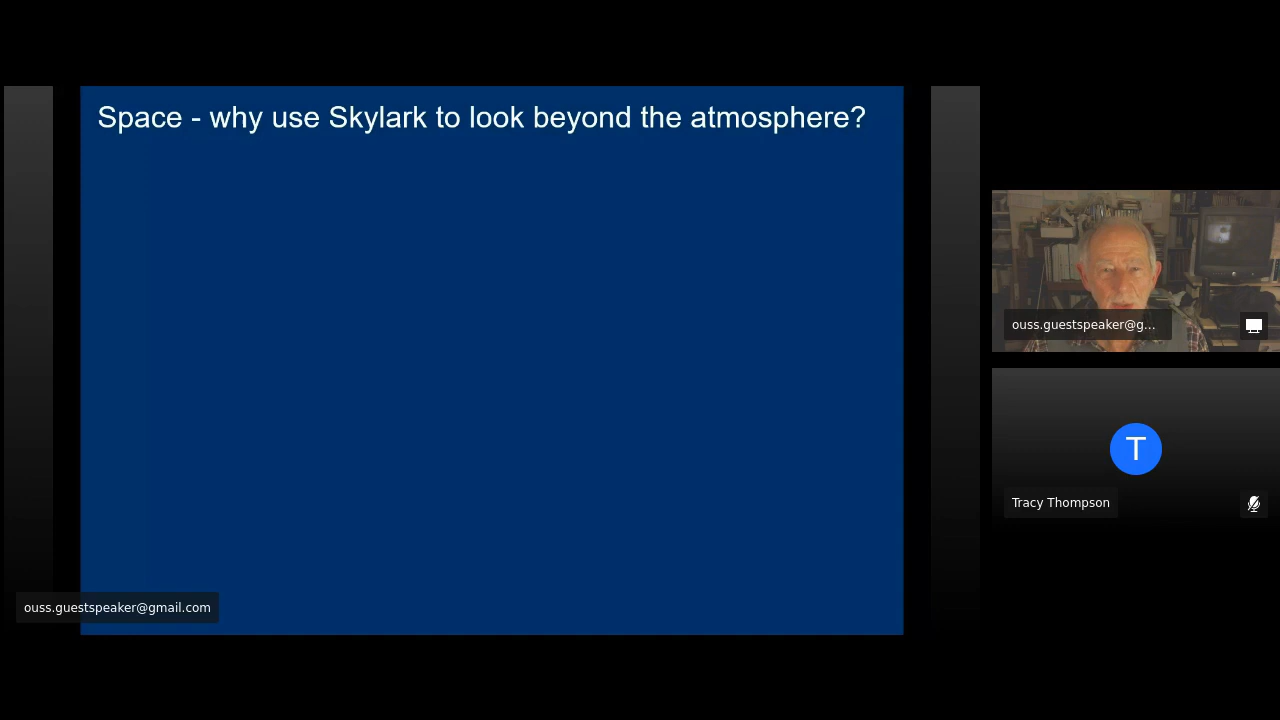 Space - why use Skylark to look beyond the atmosphere?
ouss.guestspeaker@g...
T
Tracy Thompson
ouss.guestspeaker@gmail.com